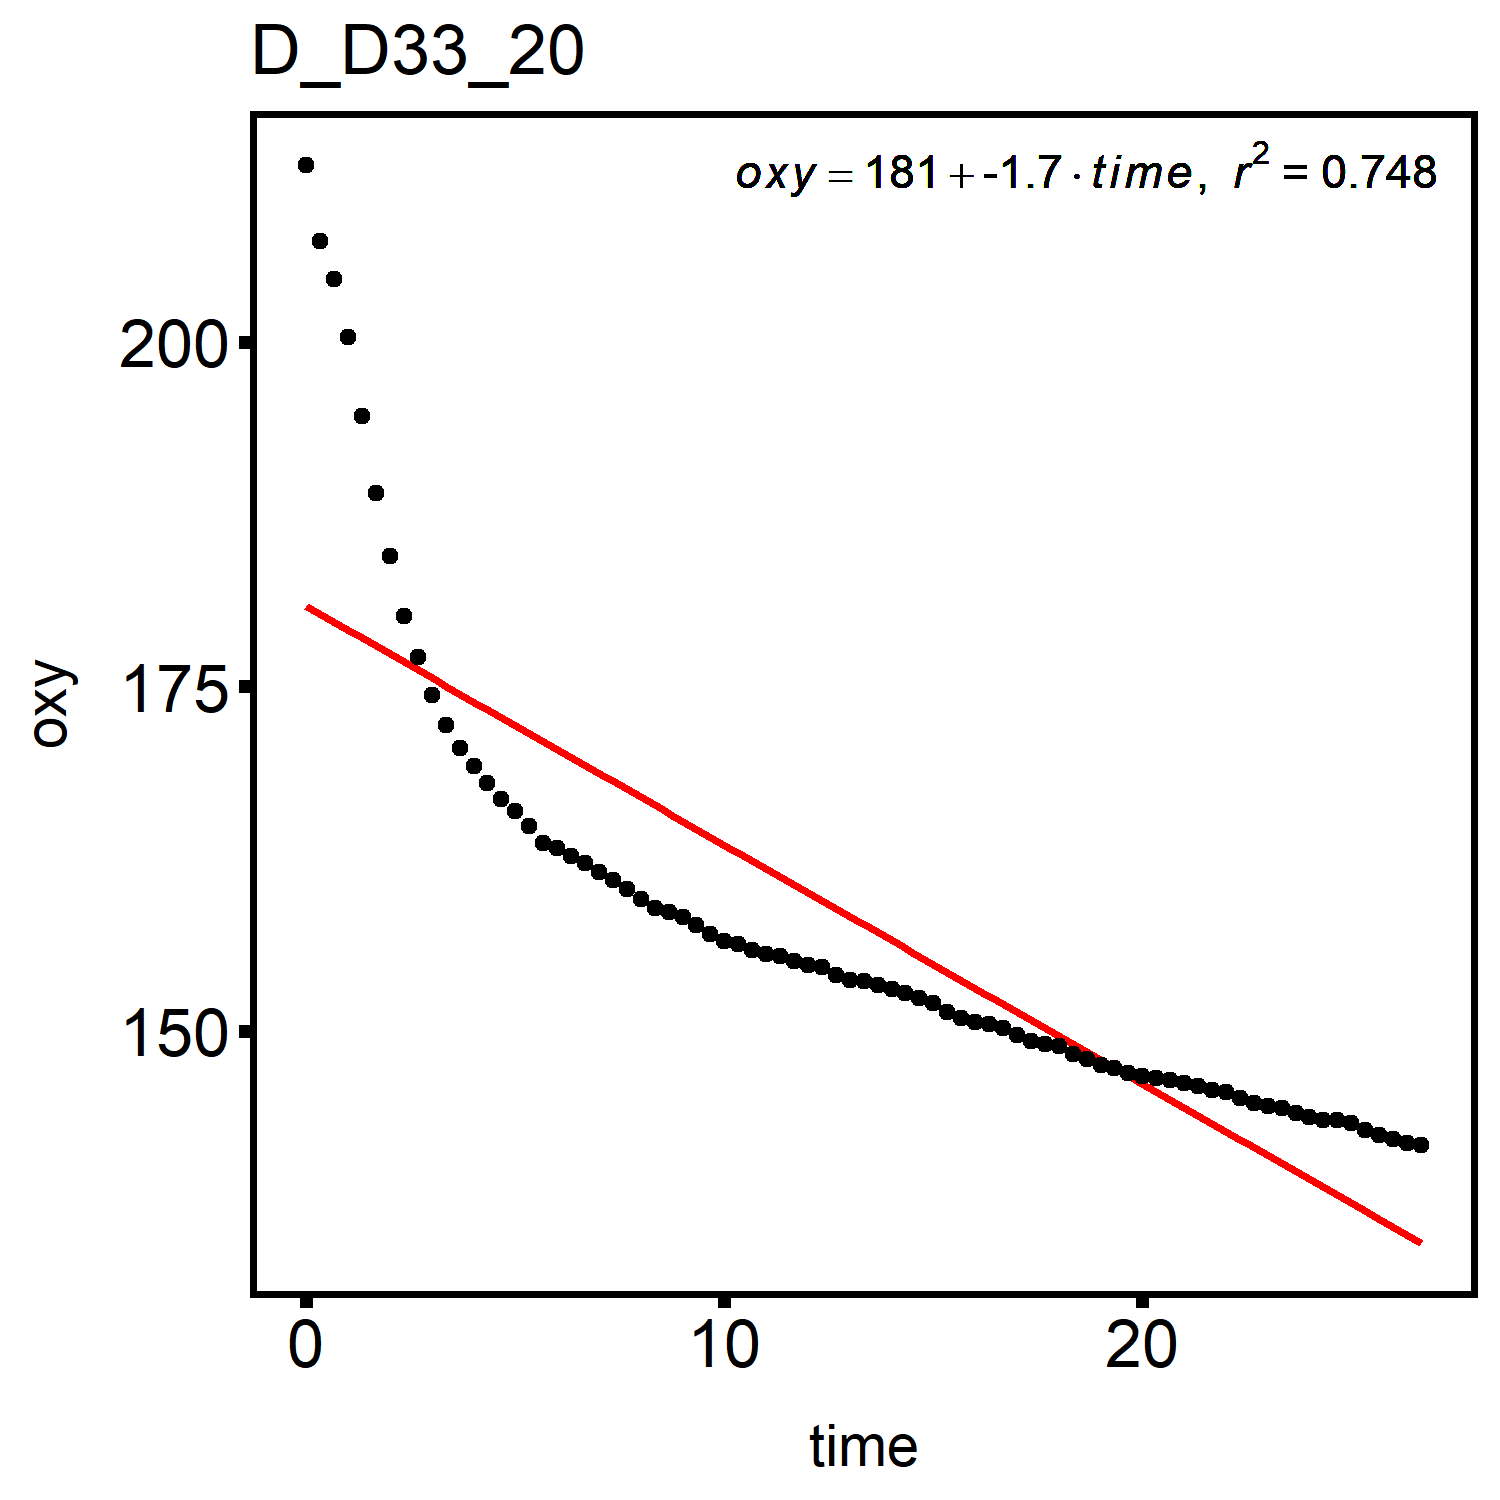 D_D33_20
oxy = 181 + -1.7 · time, r² = 0.748
200
175
150
oxy
0 10 20
time